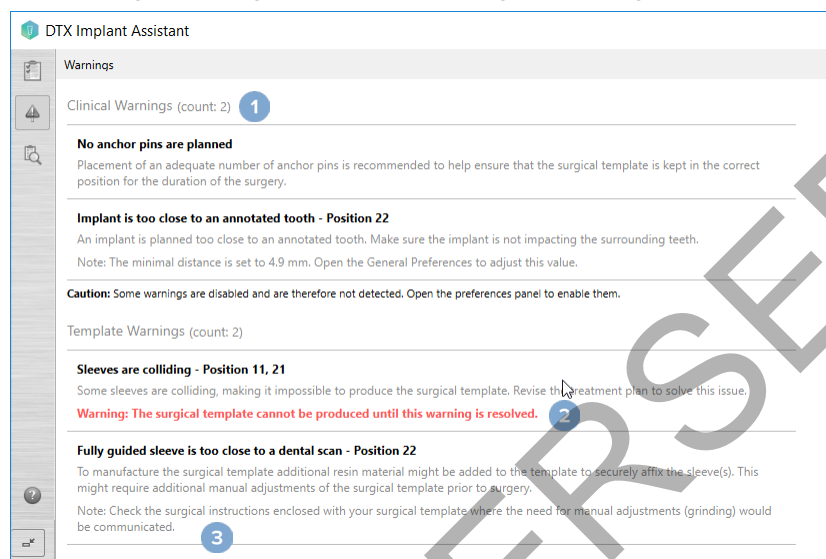 DTX Implant Assistant
Warnings
Clinical Warnings (count: 2) 1
No anchor pins are planned
Placement of an adequate number of anchor pins is recommended to help ensure that the surgical template is kept in the correct
position for the duration of the surgery.
Implant is too close to an annotated tooth - Position 22
An implant is planned too close to an annotated tooth. Make sure the implant is not impacting the surrounding teeth.
Note: The minimal distance is set to 4.9 mm. Open the General Preferences to adjust this value.
Caution: Some warnings are disabled and are therefore not detected. Open the preferences panel to enable them.
Template Warnings (count: 2)
Sleeves are colliding - Position 11, 21
Some sleeves are colliding, making it impossible to produce the surgical template. Revise the treatment plan to solve this issue.
Warning: The surgical template cannot be produced until this warning is resolved. 2
Fully guided sleeve is too close to a dental scan - Position 22
To manufacture the surgical template additional resin material might be added to the template to securely affix the sleeve(s). This
might require additional manual adjustments of the surgical template prior to surgery.
Note: Check the surgical instructions enclosed with your surgical template where the need for manual adjustments (grinding) would
be communicated.
3
?
ERSE